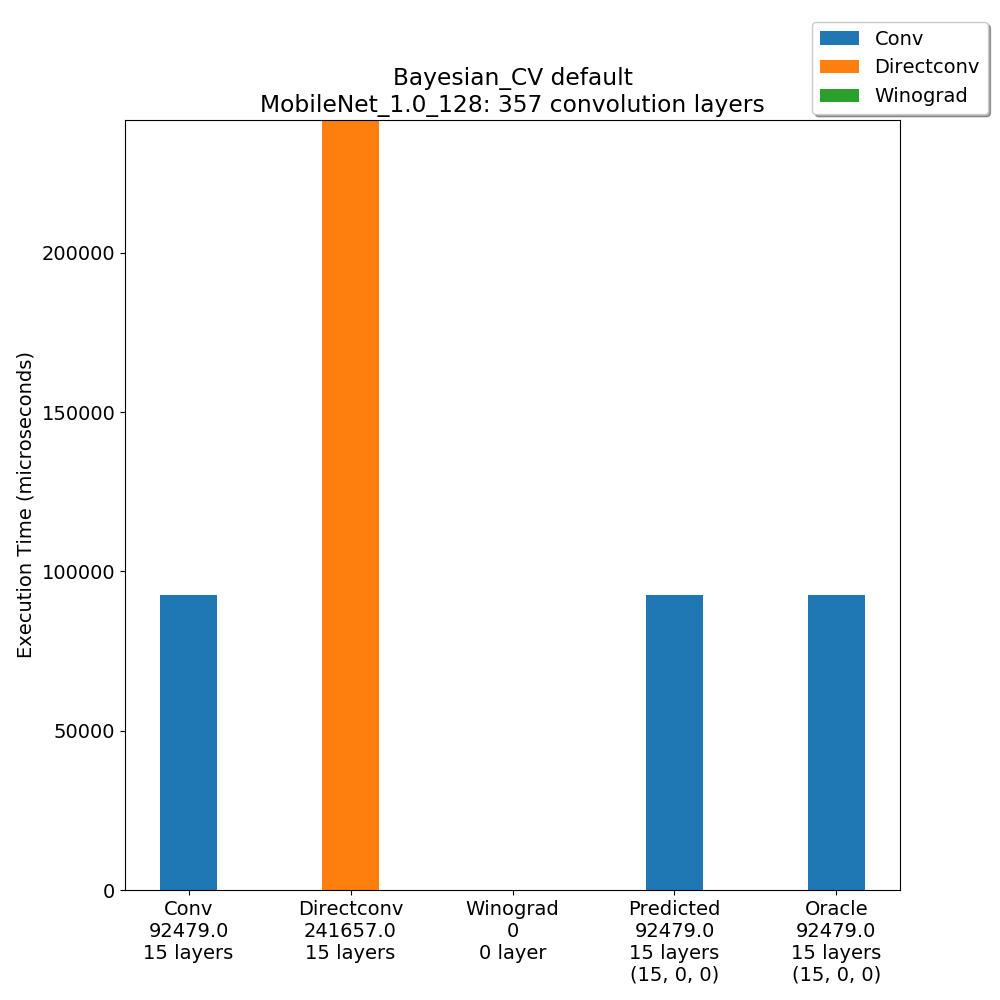 Conv
Directconv
Winograd
Bayesian_CV default
MobileNet_1.0_128: 357 convolution layers
Execution Time (microseconds)
200000
150000
100000
50000
0
Conv
92479.0
15 layers
Directconv
241657.0
15 layers
Winograd
0
0 layer
Predicted
92479.0
15 layers
(15, 0, 0)
Oracle
92479.0
15 layers
(15, 0, 0)